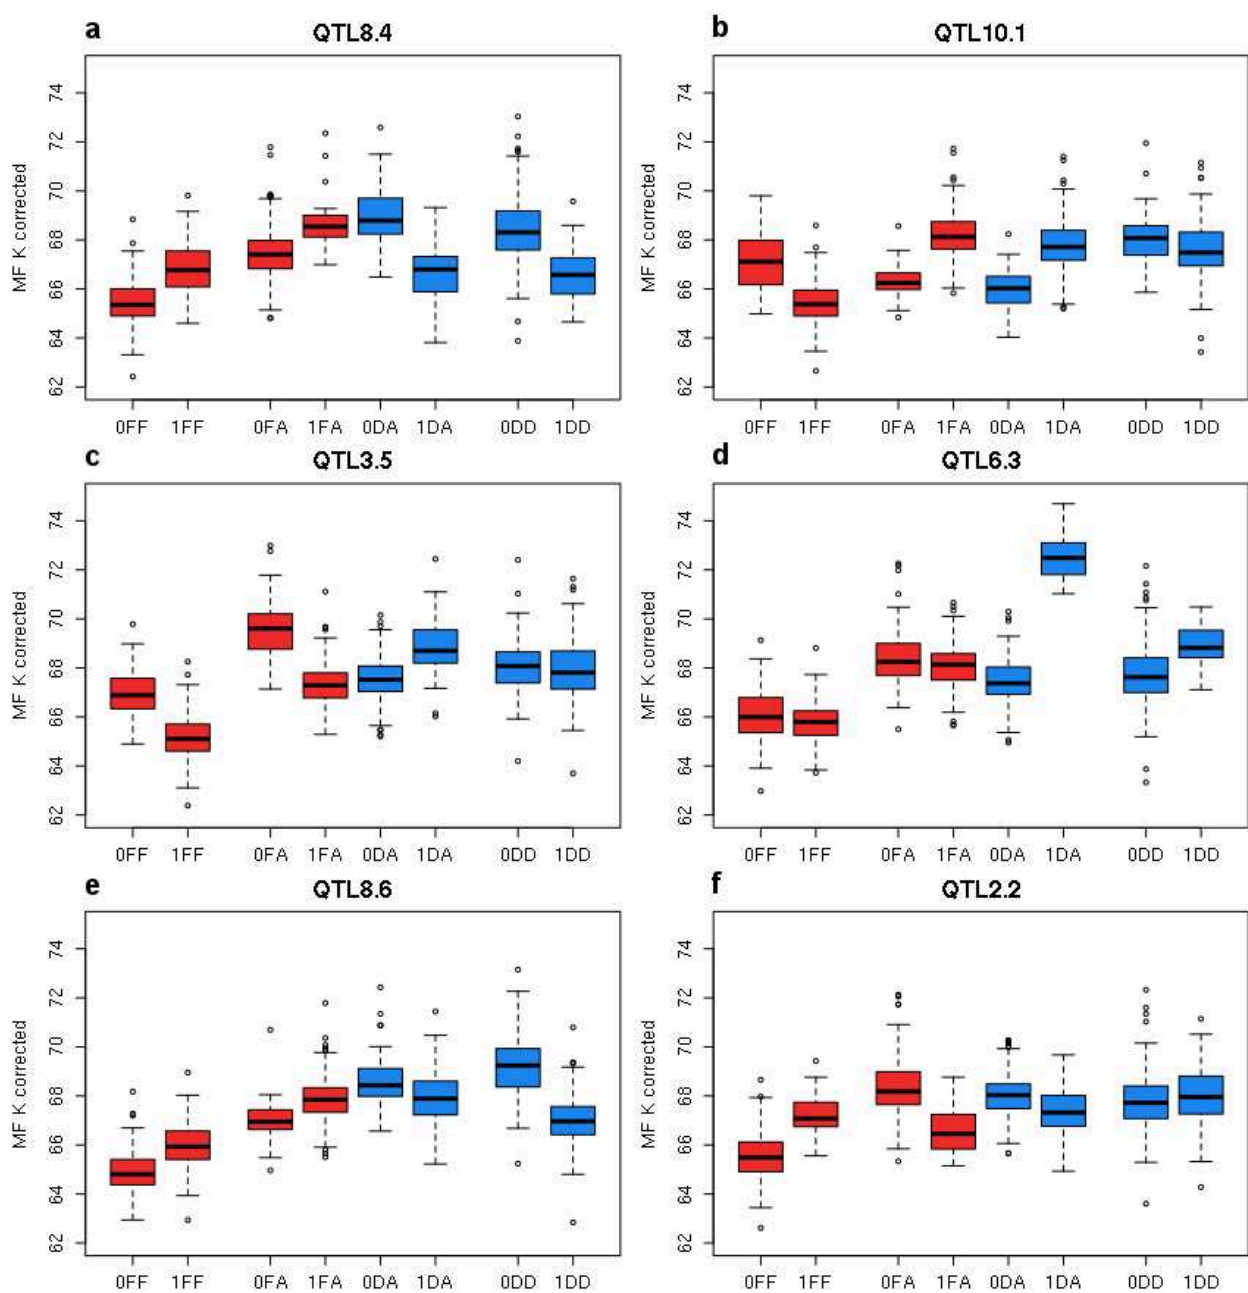 a QTL8.4
MF K corrected
74
72
70
68
66
64
62
0FF 1FF 0FA 1FA 0DA 1DA 0DD 1DD
b QTL10.1
MF K corrected
74
72
70
68
66
64
62
0FF 1FF 0FA 1FA 0DA 1DA 0DD 1DD
c QTL3.5
MF K corrected
74
72
70
68
66
64
62
0FF 1FF 0FA 1FA 0DA 1DA 0DD 1DD
d QTL6.3
MF K corrected
74
72
70
68
66
64
62
0FF 1FF 0FA 1FA 0DA 1DA 0DD 1DD
e QTL8.6
MF K corrected
74
72
70
68
66
64
62
0FF 1FF 0FA 1FA 0DA 1DA 0DD 1DD
f QTL2.2
MF K corrected
74
72
70
68
66
64
62
0FF 1FF 0FA 1FA 0DA 1DA 0DD 1DD